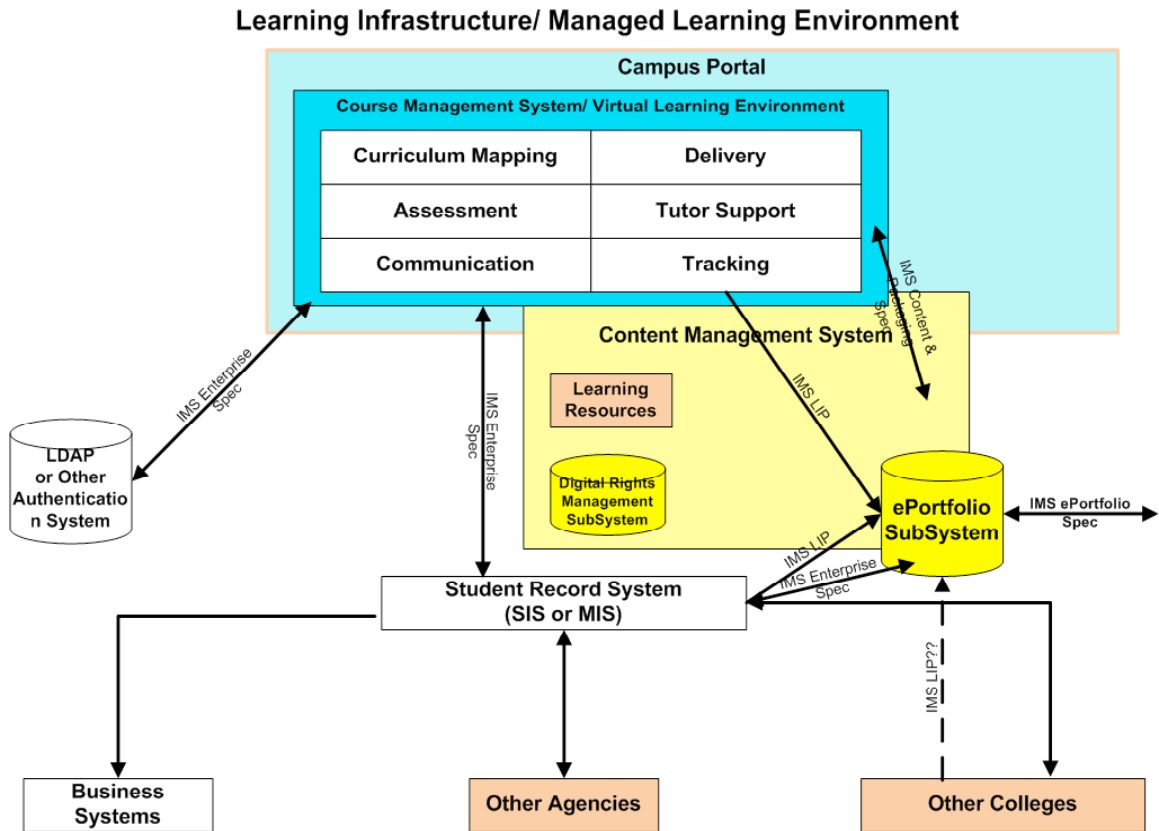 Learning Infrastructure/ Managed Learning Environment
Campus Portal
Course Management System/ Virtual Learning Environment
Curriculum Mapping
Delivery
Assessment
Tutor Support
Communication
Tracking
IMS Content &
Packaging
Spec
IMS Enterprise
Spec
Content Management System
IMS Enterprise
Spec
IMS LIP
Learning
Resources
LDAP
or Other
Authenticatio
n System
Digital Rights
Management
SubSystem
ePortfolio
SubSystem
IMS ePortfolio
Spec
IMS LIP
IMS Enterprise
Spec
Student Record System
(SIS or MIS)
IMS LIP??
Business
Systems
Other Agencies
Other Colleges